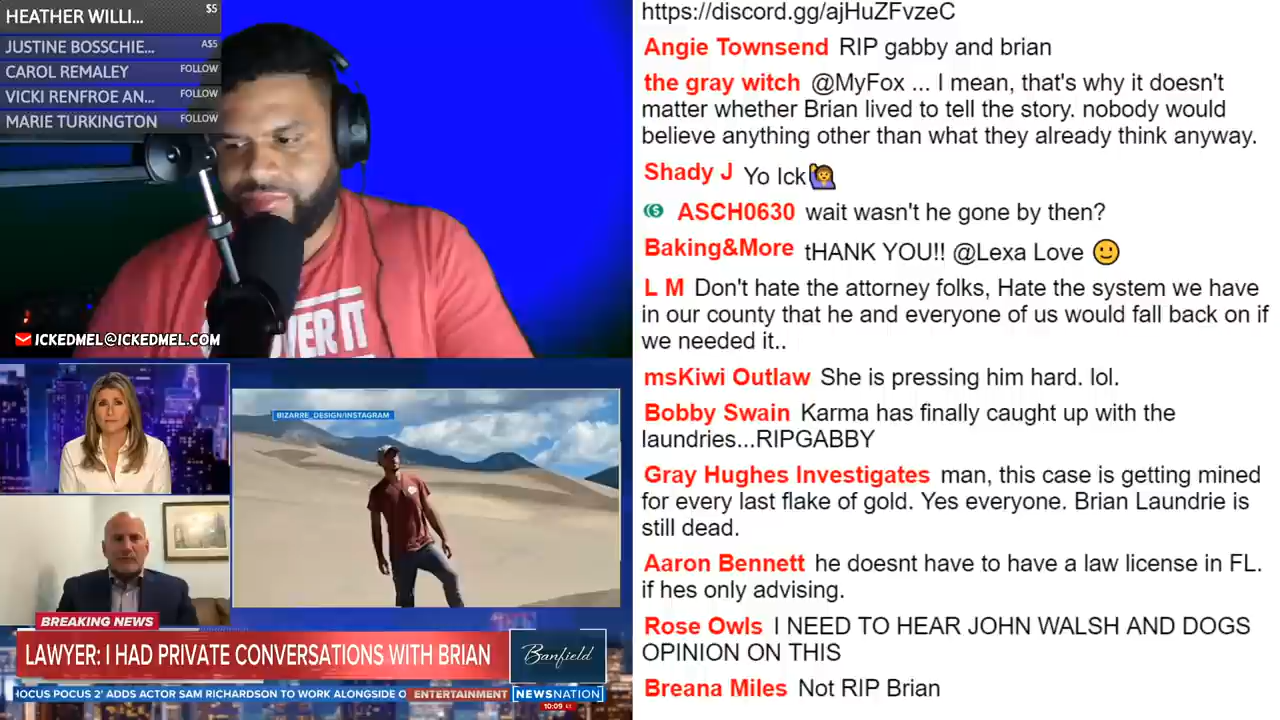 HEATHER WILLI... $5
JUSTINE BOSSCHIE... A$5
CAROL REMALEY FOLLOW
VICKI RENFROE AN... FOLLOW
MARIE TURKINGTON FOLLOW
VER IT
ICKEDMEL@ICKEDMEL.COM
BIZARRE_DESIGN/INSTAGRAM
BREAKING NEWS
LAWYER: I HAD PRIVATE CONVERSATIONS WITH BRIAN
Banfield
HOCUS POCUS 2' ADDS ACTOR SAM RICHARDSON TO WORK ALONGSIDE O ENTERTAINMENT NEWSNATION
10:09 ET
https://discord.gg/ajHuZFvzeC
Angie Townsend RIP gabby and brian
the gray witch @MyFox ... I mean, that's why it doesn't
matter whether Brian lived to tell the story. nobody would
believe anything other than what they already think anyway.
Shady J Yo Ick🙋
ASCH0630 wait wasn't he gone by then?
Baking&More tHANK YOU!! @Lexa Love 🙂
L M Don't hate the attorney folks, Hate the system we have
in our county that he and everyone of us would fall back on if
we needed it..
msKiwi Outlaw She is pressing him hard. lol.
Bobby Swain Karma has finally caught up with the
laundries...RIPGABBY
Gray Hughes Investigates man, this case is getting mined
for every last flake of gold. Yes everyone. Brian Laundrie is
still dead.
Aaron Bennett he doesnt have to have a law license in FL.
if hes only advising.
Rose Owls I NEED TO HEAR JOHN WALSH AND DOGS
OPINION ON THIS
Breana Miles Not RIP Brian